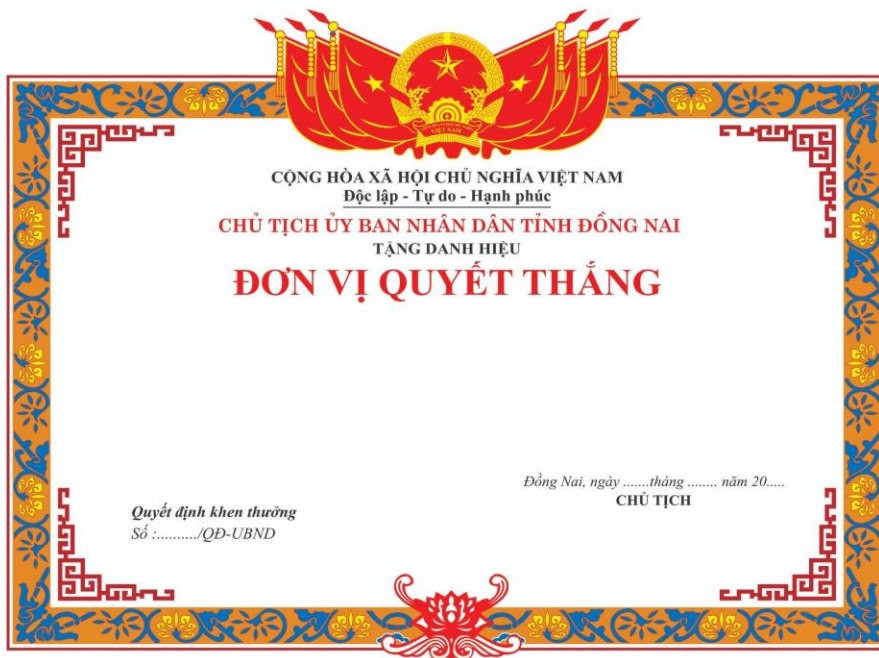 VIỆT NAM
CỘNG HÒA XÃ HỘI CHỦ NGHĨA VIỆT NAM
Độc lập - Tự do - Hạnh phúc
CHỦ TỊCH ỦY BAN NHÂN DÂN TỈNH ĐỒNG NAI
TẶNG DANH HIỆU
ĐƠN VỊ QUYẾT THẮNG
Đồng Nai, ngày .......tháng ........ năm 20.....
CHỦ TỊCH
Quyết định khen thưởng
Số :........../QĐ-UBND